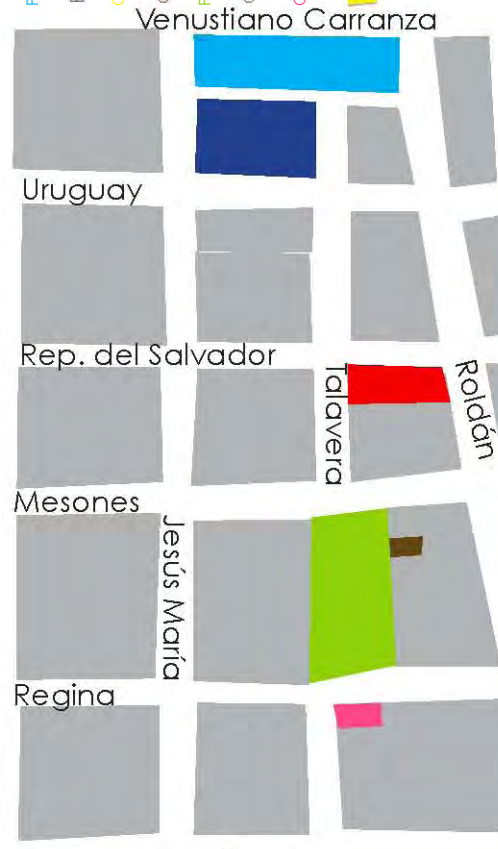 Venustiano Carranza
Uruguay
Rep. del Salvador
Talavera
Roldán
Mesones
Jesús María
Regina